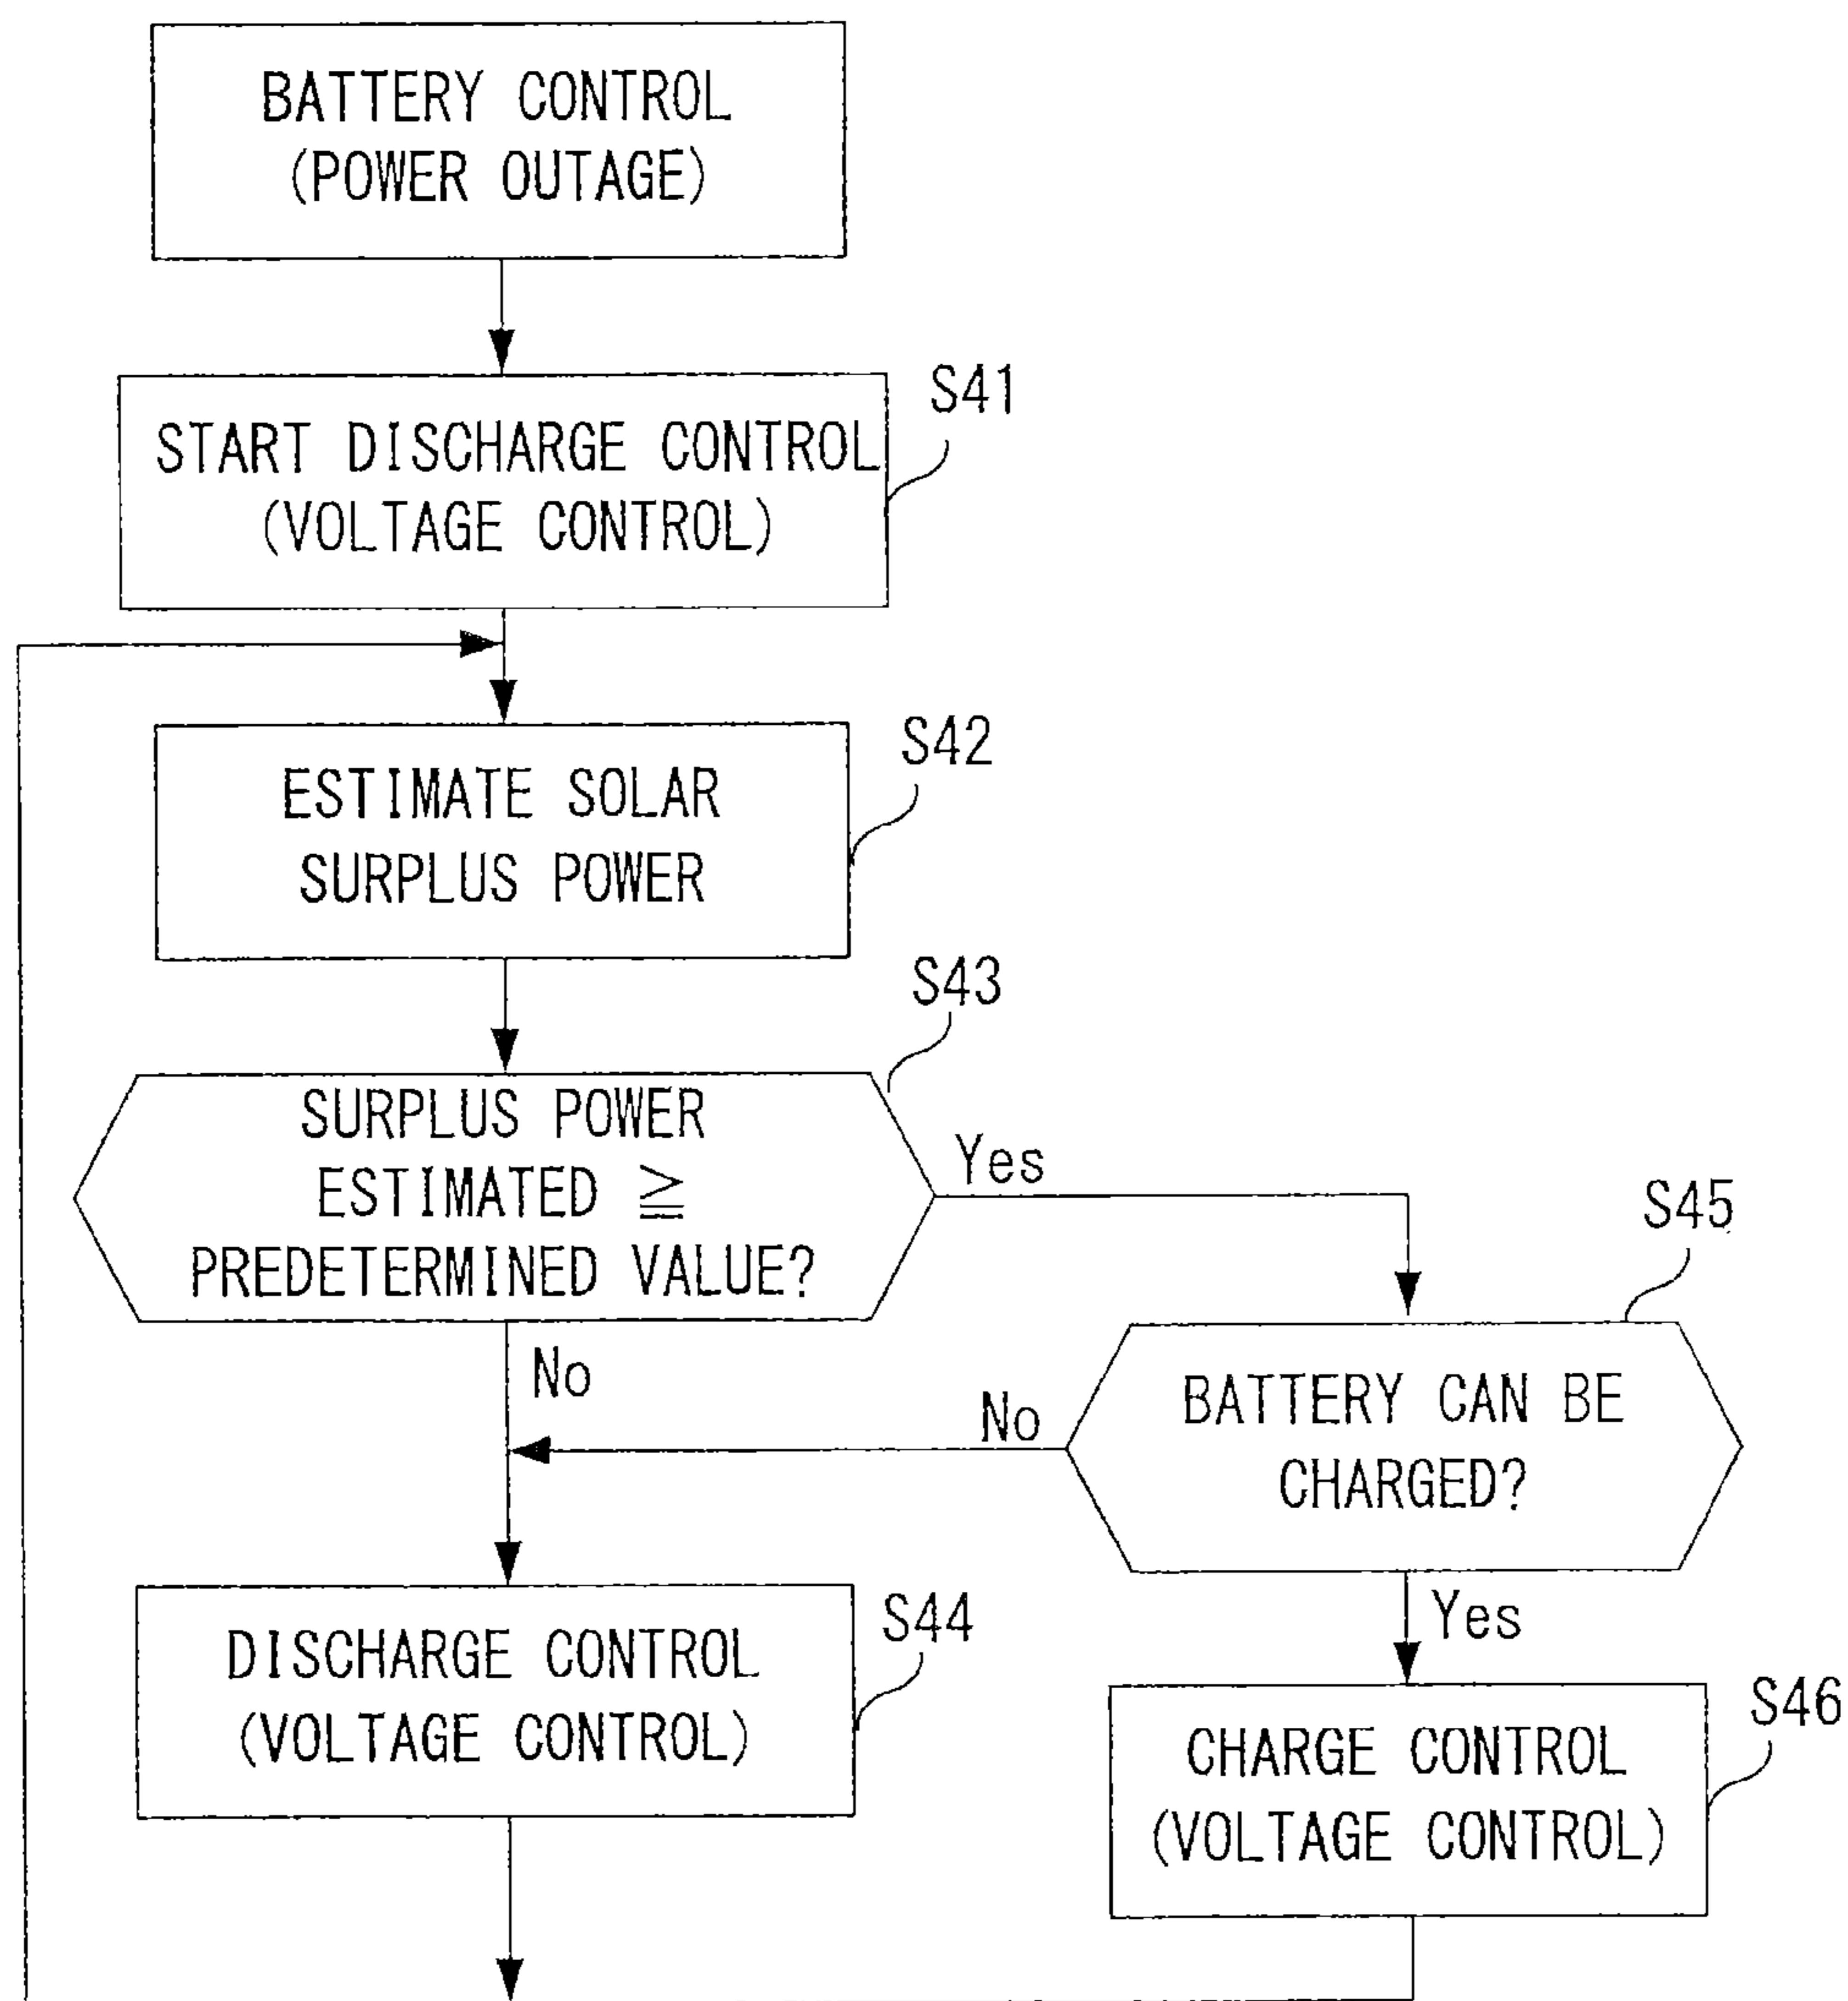 BATTERY CONTROL
(POWER OUTAGE)
S41
START DISCHARGE CONTROL
(VOLTAGE CONTROL)
S42
ESTIMATE SOLAR
SURPLUS POWER
S43
SURPLUS POWER
ESTIMATED ≧
PREDETERMINED VALUE?
Yes
No
S45
BATTERY CAN BE
CHARGED?
No
Yes
S44
DISCHARGE CONTROL
(VOLTAGE CONTROL)
S46
CHARGE CONTROL
(VOLTAGE CONTROL)